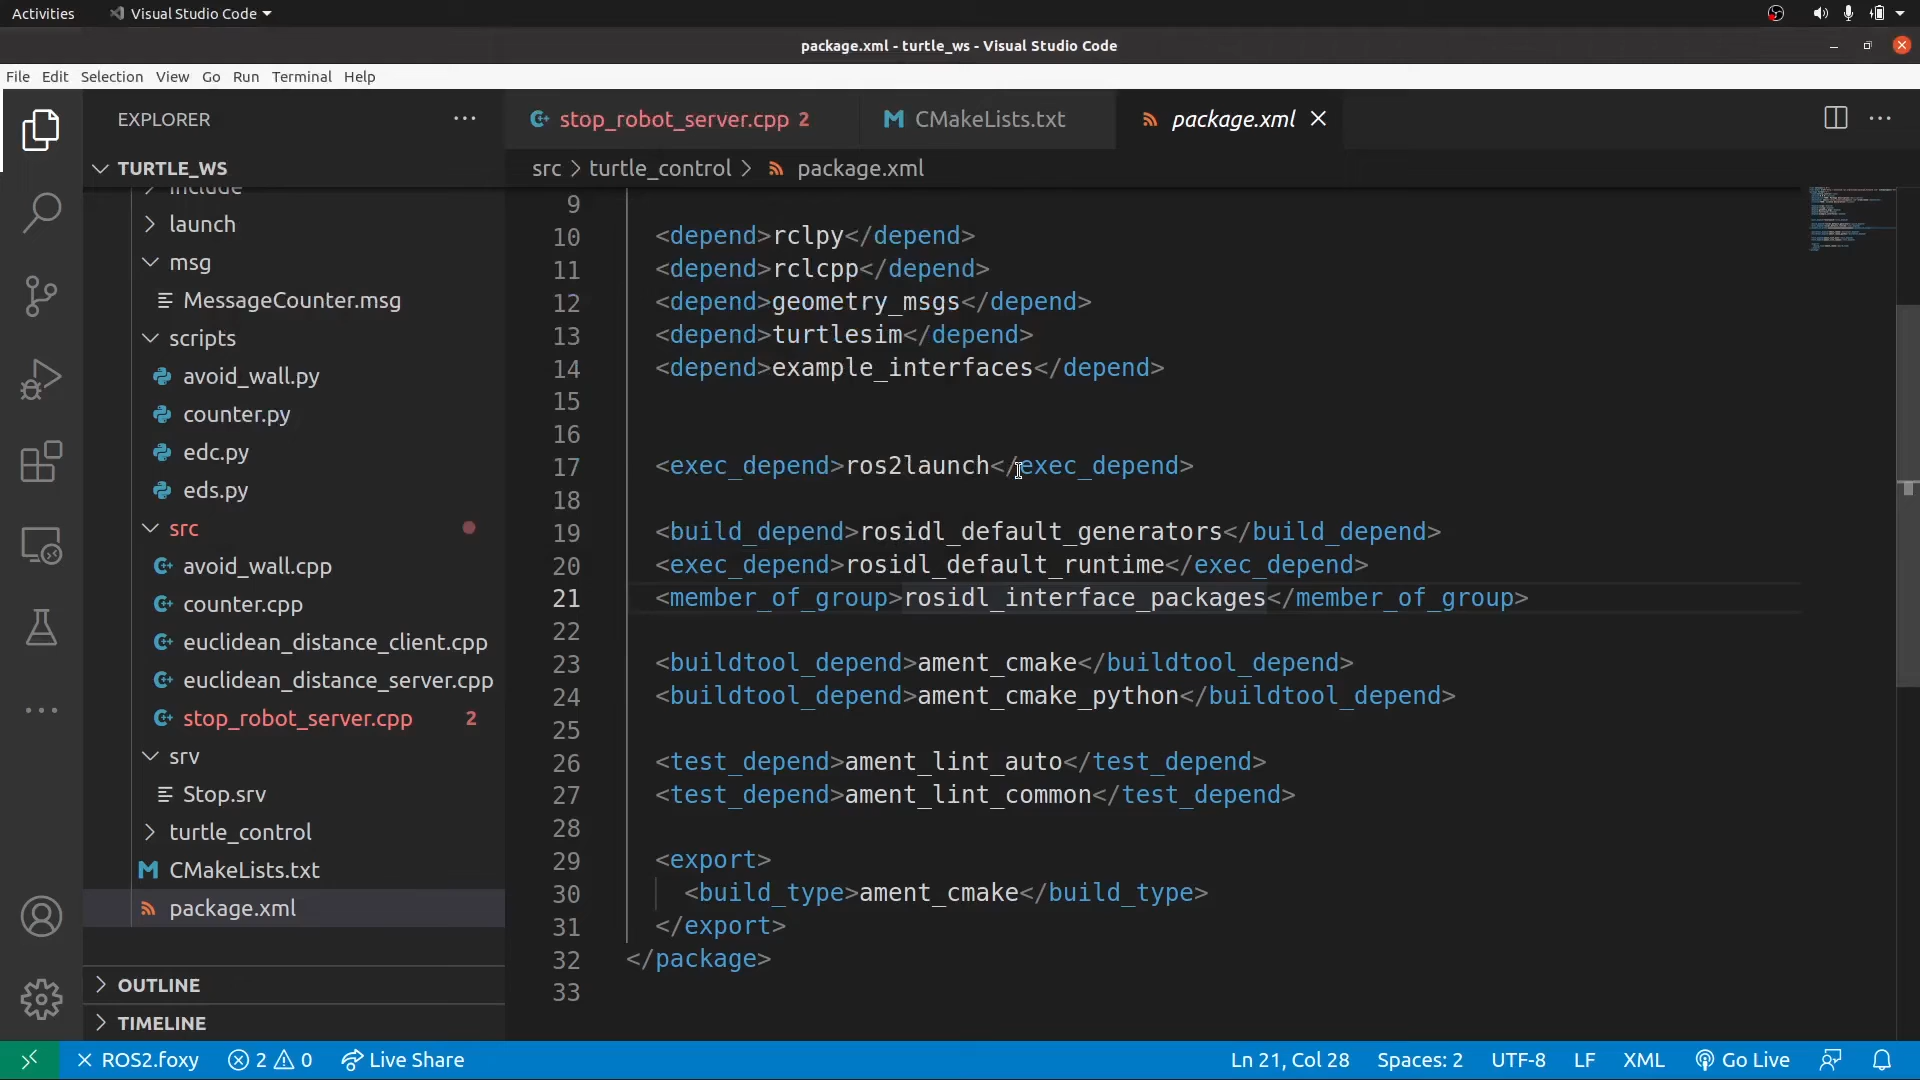 Activities
Visual Studio Code
package.xml - turtle_ws - Visual Studio Code
File Edit Selection View Go Run Terminal Help
EXPLORER
stop_robot_server.cpp 2
CMakeLists.txt
package.xml
TURTLE_WS
src > turtle_control > package.xml
include
launch
msg
MessageCounter.msg
scripts
avoid_wall.py
counter.py
edc.py
eds.py
src
avoid_wall.cpp
counter.cpp
euclidean_distance_client.cpp
euclidean_distance_server.cpp
stop_robot_server.cpp 2
srv
Stop.srv
turtle_control
CMakeLists.txt
package.xml
OUTLINE
TIMELINE
9
10 <depend>rclpy</depend>
11 <depend>rclcpp</depend>
12 <depend>geometry_msgs</depend>
13 <depend>turtlesim</depend>
14 <depend>example_interfaces</depend>
15
16
17 <exec_depend>ros2launch</exec_depend>
18
19 <build_depend>rosidl_default_generators</build_depend>
20 <exec_depend>rosidl_default_runtime</exec_depend>
21 <member_of_group>rosidl_interface_packages</member_of_group>
22
23 <buildtool_depend>ament_cmake</buildtool_depend>
24 <buildtool_depend>ament_cmake_python</buildtool_depend>
25
26 <test_depend>ament_lint_auto</test_depend>
27 <test_depend>ament_lint_common</test_depend>
28
29 <export>
30 <build_type>ament_cmake</build_type>
31 </export>
32 </package>
33
ROS2.foxy 2 0 Live Share Ln 21, Col 28 Spaces: 2 UTF-8 LF XML Go Live